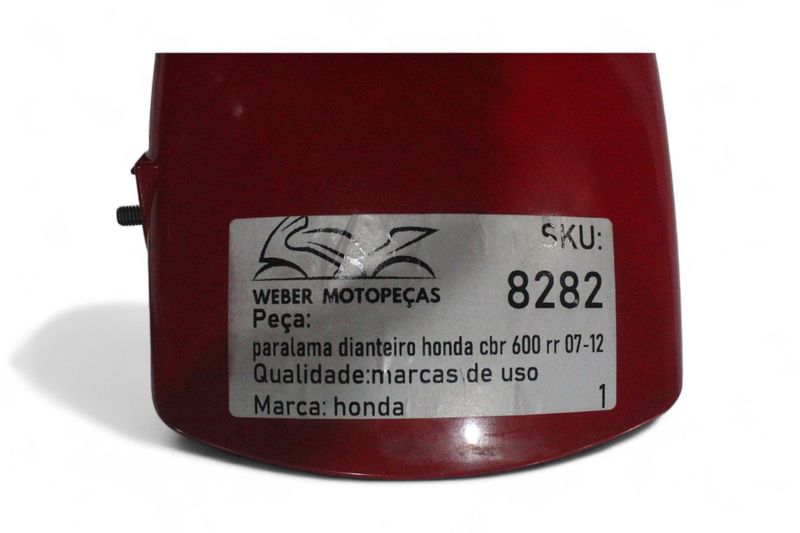 WEBER MOTOPEÇAS
SKU:
8282
Peça:
paralama dianteiro honda cbr 600 rr 07-12
Qualidade:marcas de uso
Marca: honda
1